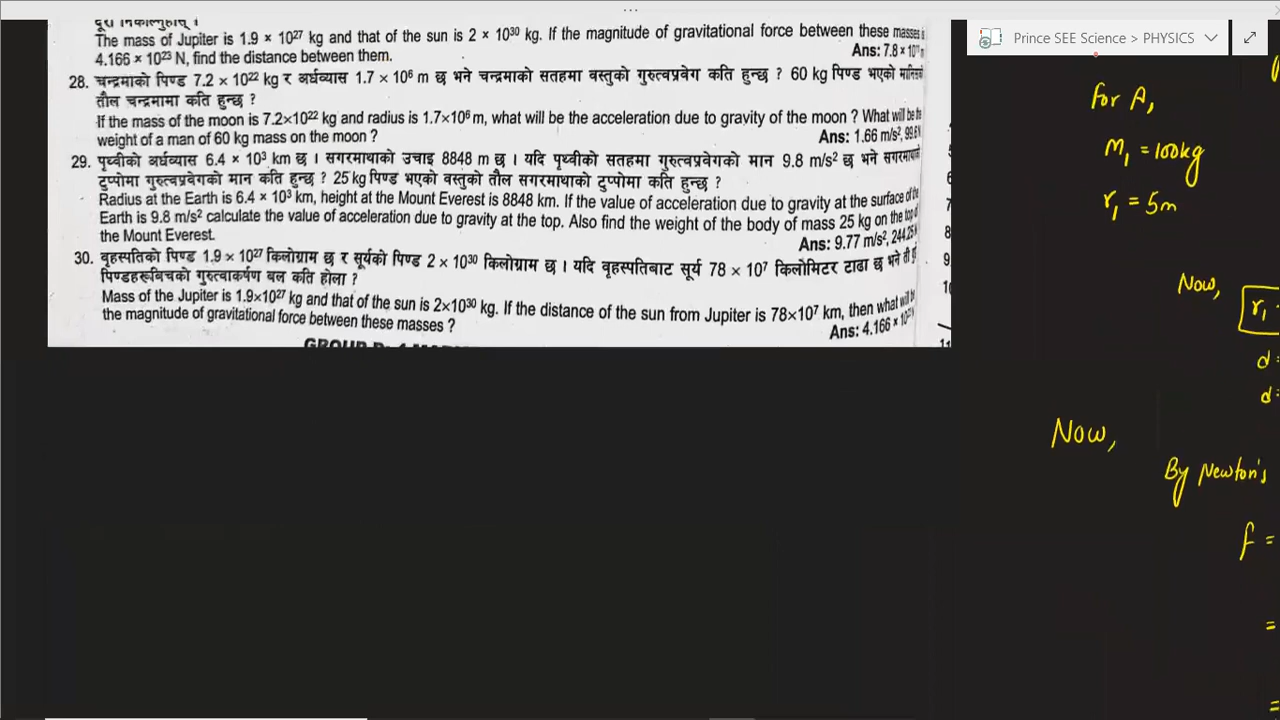 दूरी निकाल्नुहोस् ।
The mass of Jupiter is 1.9 × 10²⁷ kg and that of the sun is 2 × 10³⁰ kg. If the magnitude of gravitational force between these masses is
4.166 × 10²³ N, find the distance between them. Ans: 7.8 × 10¹¹ m
28. चन्द्रमाको पिण्ड 7.2 × 10²² kg र अर्धव्यास 1.7 × 10⁶ m छ भने चन्द्रमाको सतहमा वस्तुको गुरुत्वप्रवेग कति हुन्छ ? 60 kg पिण्ड भएको मानिसको
तौल चन्द्रमामा कति हुन्छ ?
If the mass of the moon is 7.2×10²² kg and radius is 1.7×10⁶ m, what will be the acceleration due to gravity of the moon ? What will be the
weight of a man of 60 kg mass on the moon ? Ans: 1.66 m/s², 99.6 N
29. पृथ्वीको अर्धव्यास 6.4 × 10³ km छ । सगरमाथाको उचाइ 8848 m छ । यदि पृथ्वीको सतहमा गुरुत्वप्रवेगको मान 9.8 m/s² छ भने सगरमाथाको
टुप्पोमा गुरुत्वप्रवेगको मान कति हुन्छ ? 25 kg पिण्ड भएको वस्तुको तौल सगरमाथाको टुप्पोमा कति हुन्छ ?
Radius at the Earth is 6.4 × 10³ km, height at the Mount Everest is 8848 km. If the value of acceleration due to gravity at the surface of the
Earth is 9.8 m/s² calculate the value of acceleration due to gravity at the top. Also find the weight of the body of mass 25 kg on the top of
the Mount Everest. Ans: 9.77 m/s², 244.25 N
30. वृहस्पतिको पिण्ड 1.9 × 10²⁷ किलोग्राम छ र सूर्यको पिण्ड 2 × 10³⁰ किलोग्राम छ । यदि वृहस्पतिबाट सूर्य 78 × 10⁷ किलोमिटर टाढा छ भने ती दुई
पिण्डहरूबिचको गुरुत्वाकर्षण बल कति होला ?
Mass of the Jupiter is 1.9×10²⁷ kg and that of the sun is 2×10³⁰ kg. If the distance of the sun from Jupiter is 78×10⁷ km, then what will be
the magnitude of gravitational force between these masses ? Ans: 4.166 × 10²³ N
Prince SEE Science > PHYSICS
For A,
M₁ = 100kg
r₁ = 5m
Now,
r₁
d =
d =
Now,
By Newton's
f =
=
=